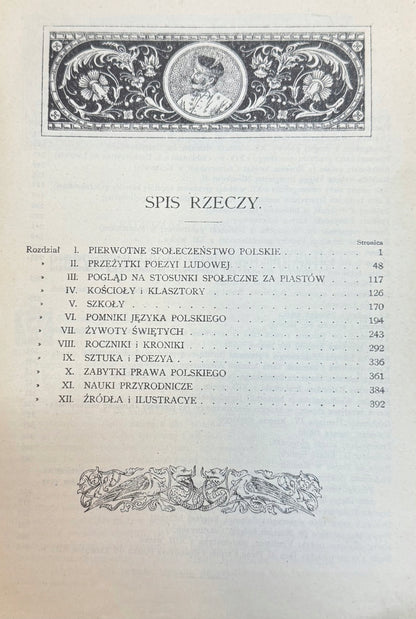 SPIS RZECZY.
Stronica
Rozdział I. PIERWOTNE SPOŁECZEŃSTWO POLSKIE . . . . . . . 1
» II. PRZEŻYTKI POEZYI LUDOWEJ . . . . . . . . . . 48
» III. POGLĄD NA STOSUNKI SPOŁECZNE ZA PIASTÓW . . . 117
» IV. KOŚCIOŁY i KLASZTORY . . . . . . . . . . . . 126
» V. SZKOŁY . . . . . . . . . . . . . . . . . 170
» VI. POMNIKI JĘZYKA POLSKIEGO . . . . . . . . . . 194
» VII. ŻYWOTY ŚWIĘTYCH . . . . . . . . . . . . . 243
» VIII. ROCZNIKI i KRONIKI . . . . . . . . . . . . . 292
» IX. SZTUKA i POEZYA . . . . . . . . . . . . . . 336
» X. ZABYTKI PRAWA POLSKIEGO . . . . . . . . . . 361
» XI. NAUKI PRZYRODNICZE . . . . . . . . . . . . 384
» XII. ŹRÓDŁA i ILUSTRACYE . . . . . . . . . . . . 392